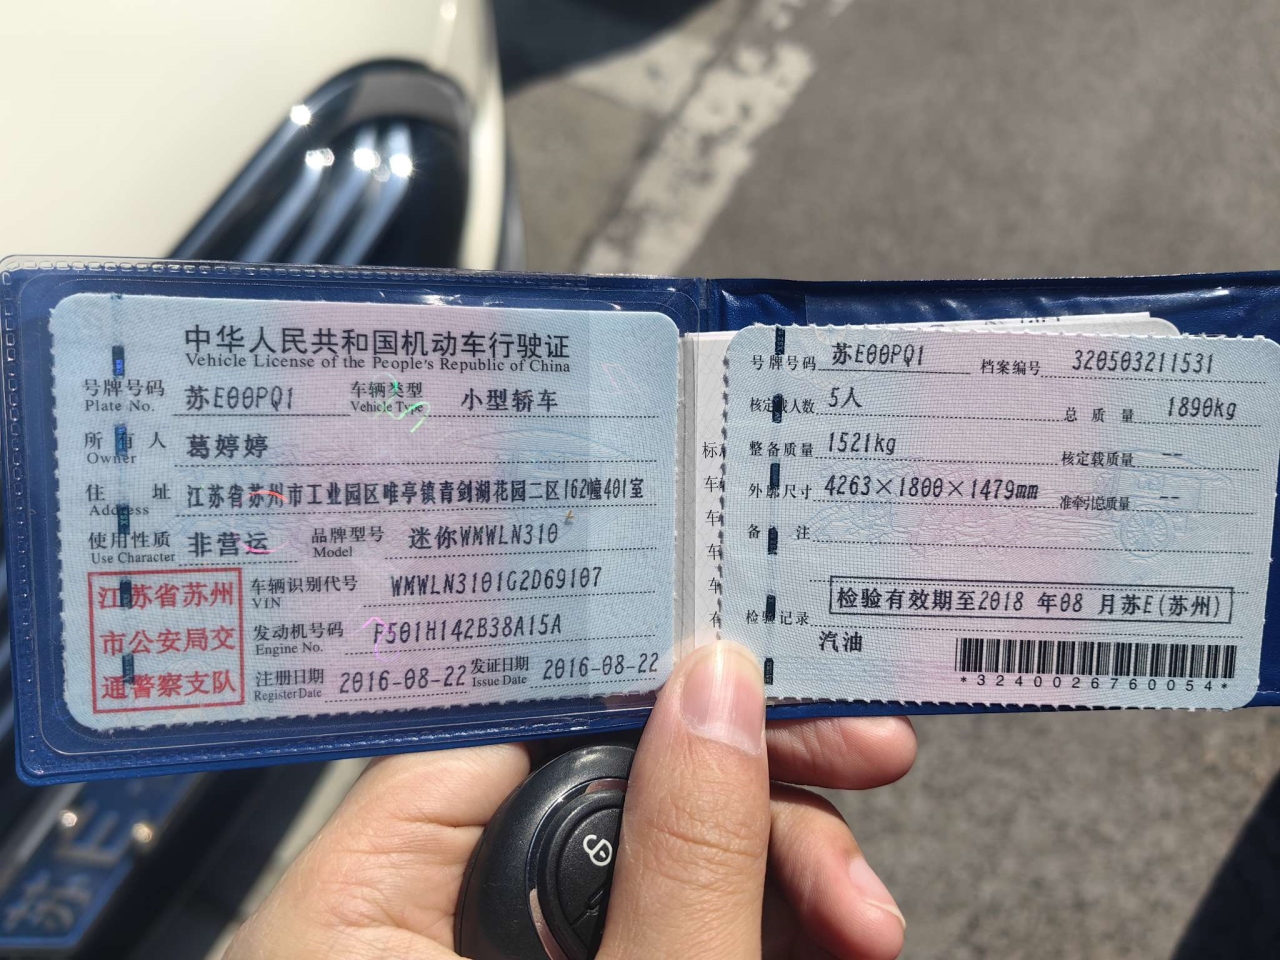 中华人民共和国机动车行驶证
Vehicle License of the People's Republic of China
号牌号码 苏E00PQ1 车辆类型 小型轿车
Plate No. Vehicle Type
所有人 葛婷婷
Owner
住址 江苏省苏州市工业园区唯亭镇青剑湖花园二区162幢401室
Address
使用性质 非营运 品牌型号 迷你WMWLN310
Use Character Model
江苏省苏州
市公安局交
通警察支队
车辆识别代号 WMWLN3101G2D69107
VIN
发动机号码 F501H142B38A15A
Engine No.
注册日期 2016-08-22 发证日期 2016-08-22
Register Date Issue Date
号牌号码 苏E00PQ1 档案编号 320503211531
核定载人数 5人 总质量 1890kg
整备质量 1521kg 核定载质量 --
外廓尺寸 4263×1800×1479mm 准牵引总质量 --
备注
检验有效期至2018 年08 月苏E(苏州)
检验记录
汽油
*3240026760054*
苏E